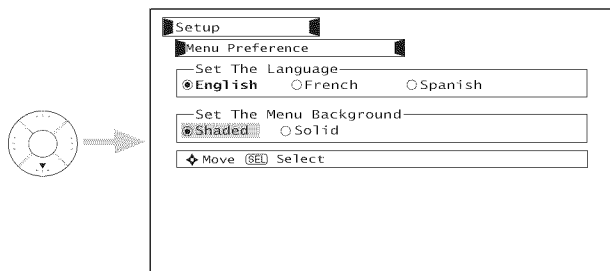 Setup
Menu Preference
Set The Language
English French Spanish
Set The Menu Background
Shaded Solid
Move SEL Select